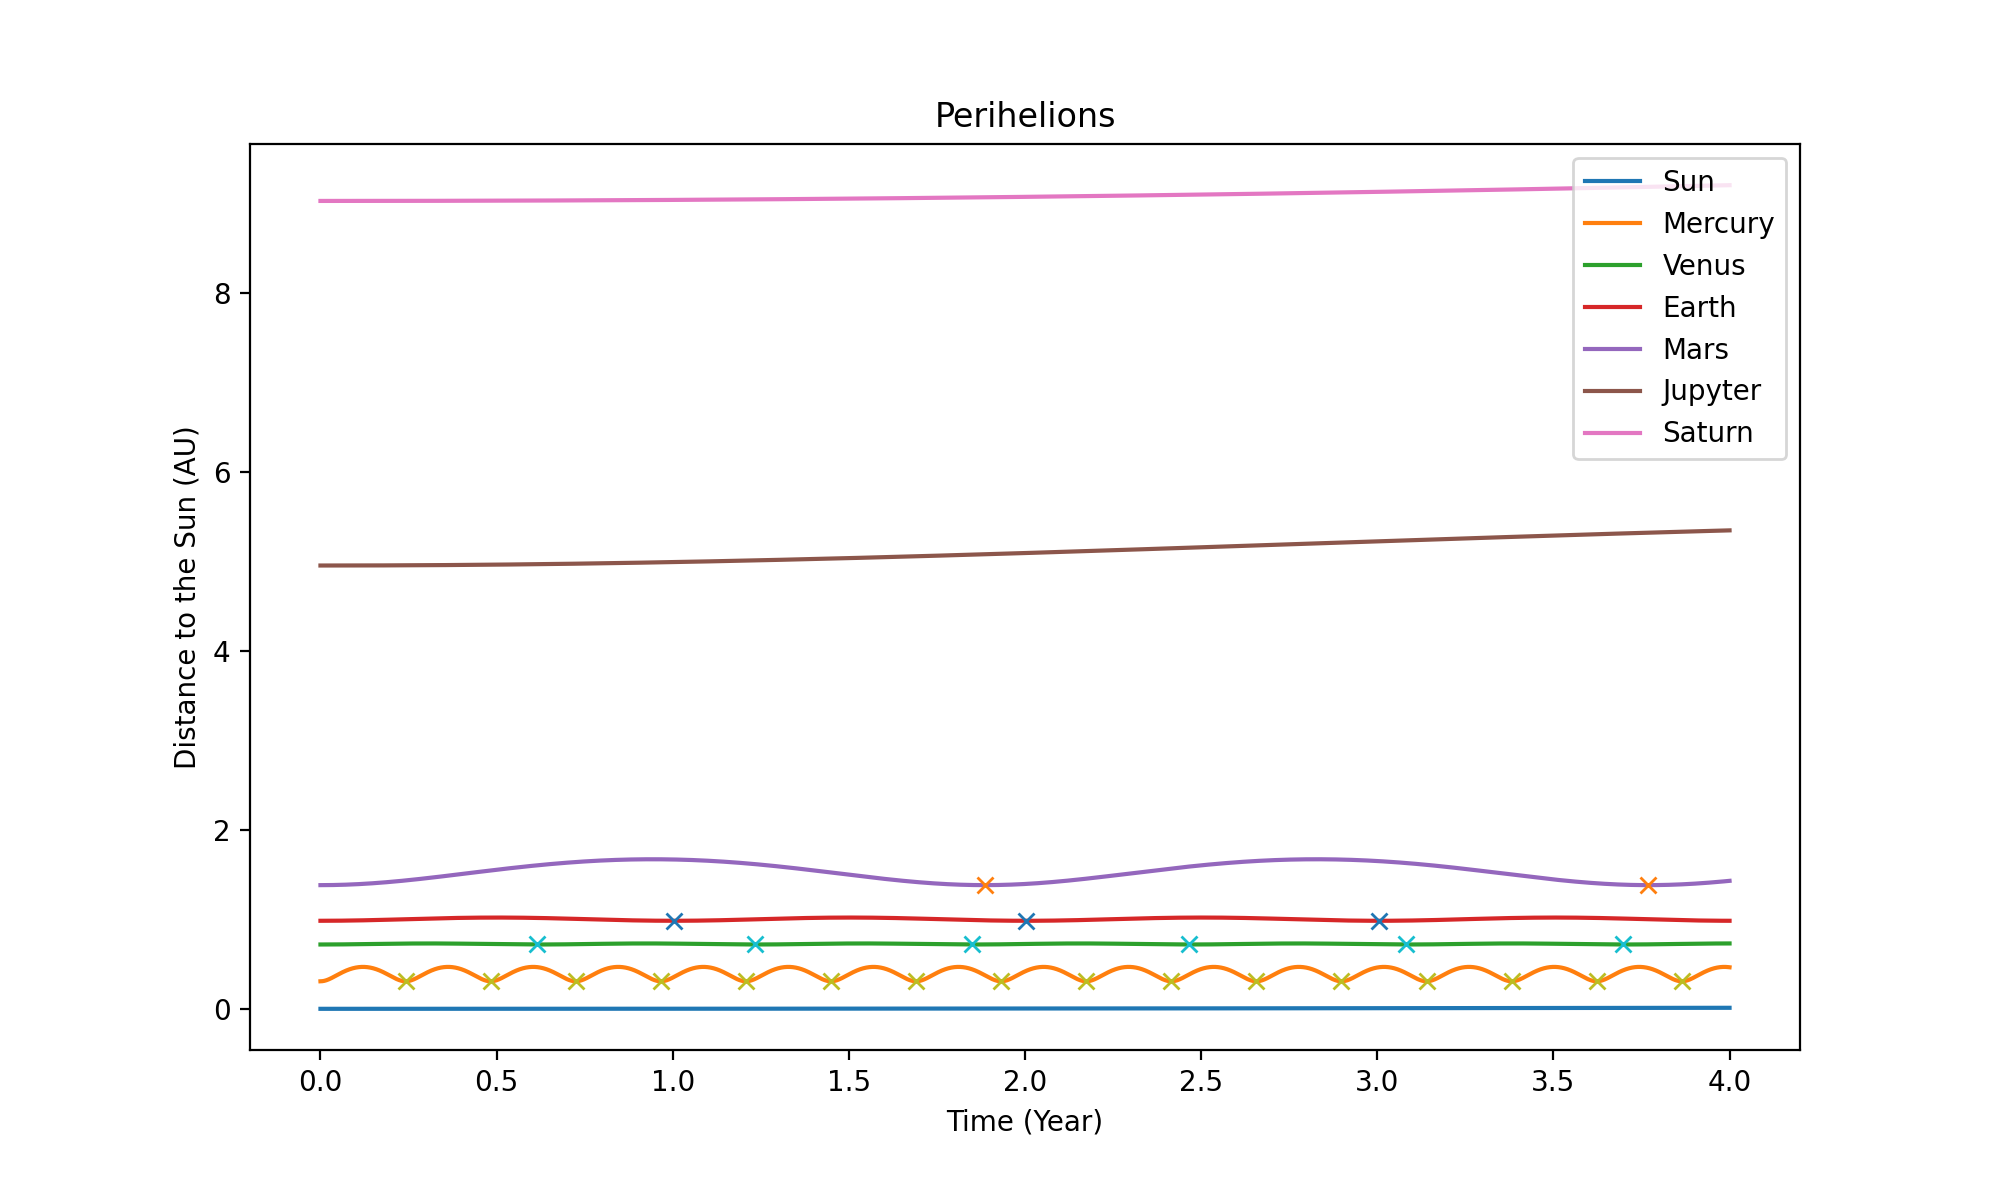 Perihelions
Sun
Mercury
Venus
Earth
Mars
Jupyter
Saturn
Distance to the Sun (AU)
8
6
4
2
0
0.0 0.5 1.0 1.5 2.0 2.5 3.0 3.5 4.0
Time (Year)